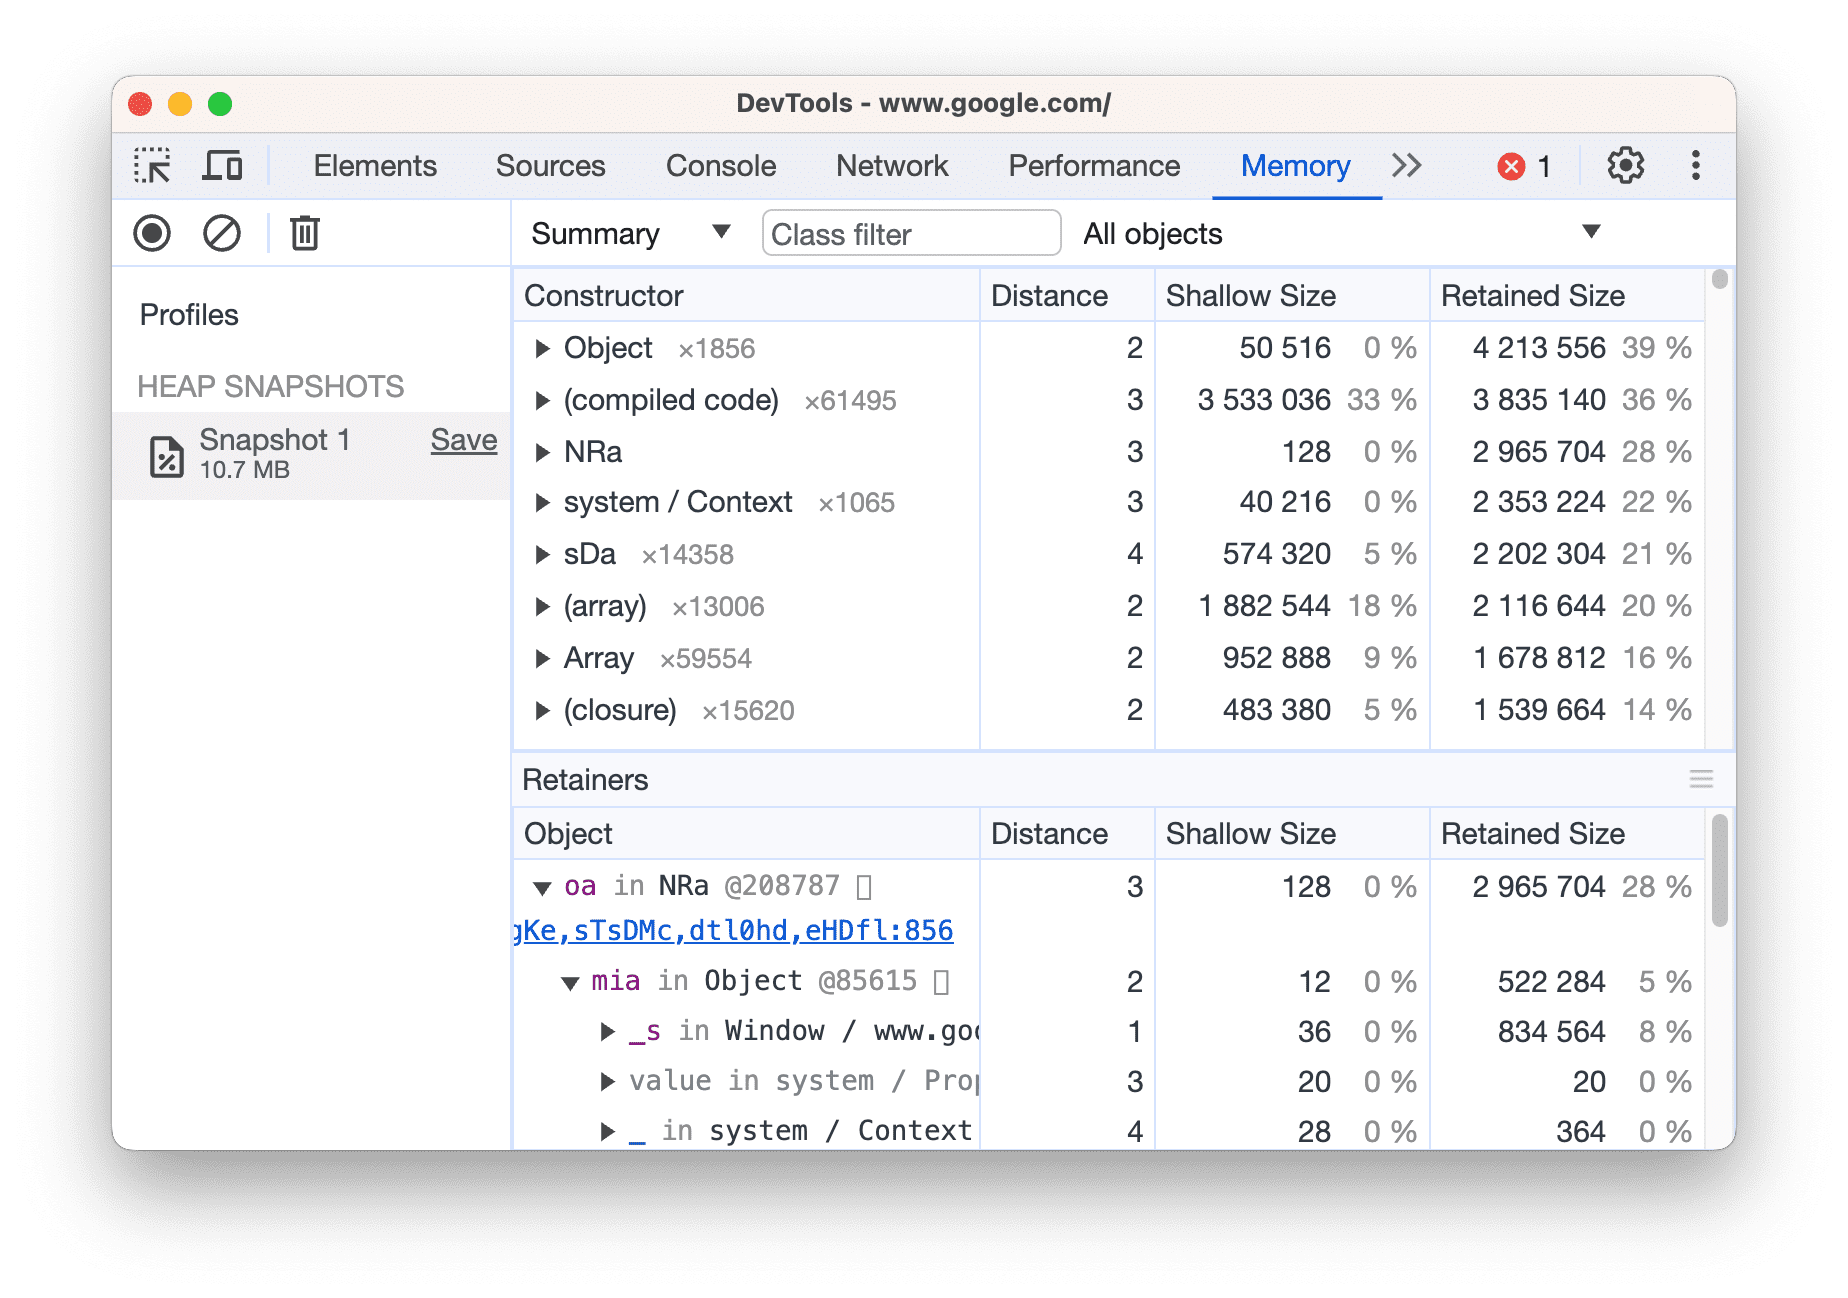 DevTools - www.google.com/
Elements Sources Console Network Performance Memory 1
Summary Class filter All objects
Profiles
HEAP SNAPSHOTS
Snapshot 1 Save
10.7 MB
Constructor Distance Shallow Size Retained Size
Object ×1856 2 50 516 0 % 4 213 556 39 %
(compiled code) ×61495 3 3 533 036 33 % 3 835 140 36 %
NRa 3 128 0 % 2 965 704 28 %
system / Context ×1065 3 40 216 0 % 2 353 224 22 %
sDa ×14358 4 574 320 5 % 2 202 304 21 %
(array) ×13006 2 1 882 544 18 % 2 116 644 20 %
Array ×59554 2 952 888 9 % 1 678 812 16 %
(closure) ×15620 2 483 380 5 % 1 539 664 14 %
Retainers
Object Distance Shallow Size Retained Size
oa in NRa @208787 3 128 0 % 2 965 704 28 %
gKe,sTsDMc,dtl0hd,eHDfl:856
mia in Object @85615 2 12 0 % 522 284 5 %
_s in Window / www.goo 1 36 0 % 834 564 8 %
value in system / Prop 3 20 0 % 20 0 %
_ in system / Context 4 28 0 % 364 0 %